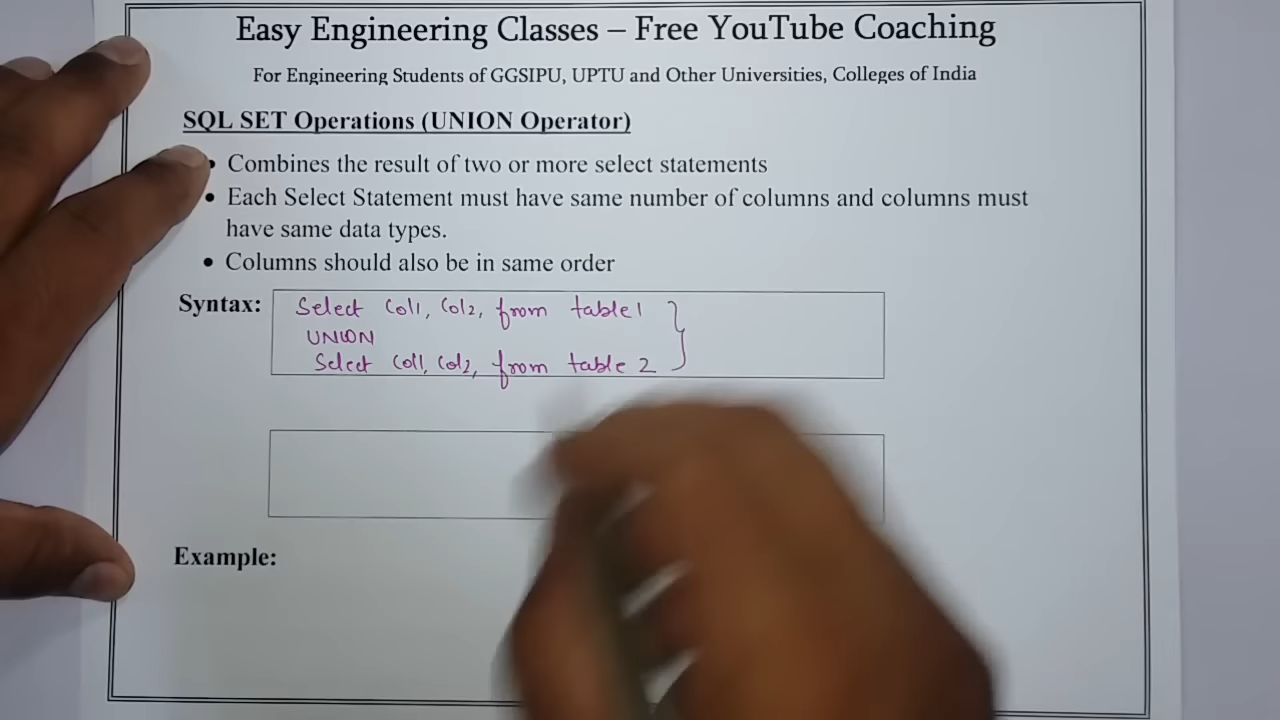 Easy Engineering Classes – Free YouTube Coaching
For Engineering Students of GGSIPU, UPTU and Other Universities, Colleges of India
SQL SET Operations (UNION Operator)
• Combines the result of two or more select statements
• Each Select Statement must have same number of columns and columns must
have same data types.
• Columns should also be in same order
Syntax: Select Col1, Col2, from table1
UNION
Select Col1, Col2, from table 2
Example: